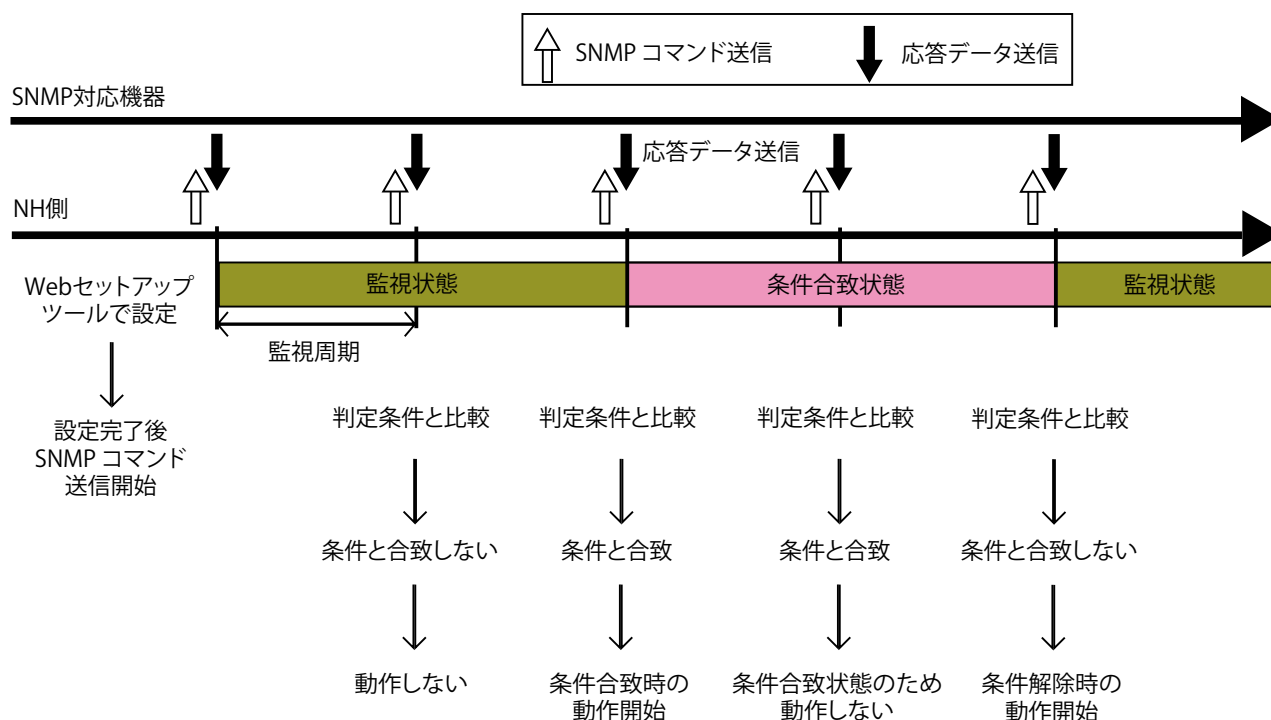 SNMP コマンド送信
応答データ送信
SNMP対応機器
応答データ送信
NH側
Webセットアップ
ツールで設定
監視状態
条件合致状態
監視状態
監視周期
設定完了後
SNMP コマンド
送信開始
判定条件と比較
判定条件と比較
判定条件と比較
判定条件と比較
条件と合致しない
条件と合致
条件と合致
条件と合致しない
動作しない
条件合致時の
動作開始
条件合致状態のため
動作しない
条件解除時の
動作開始